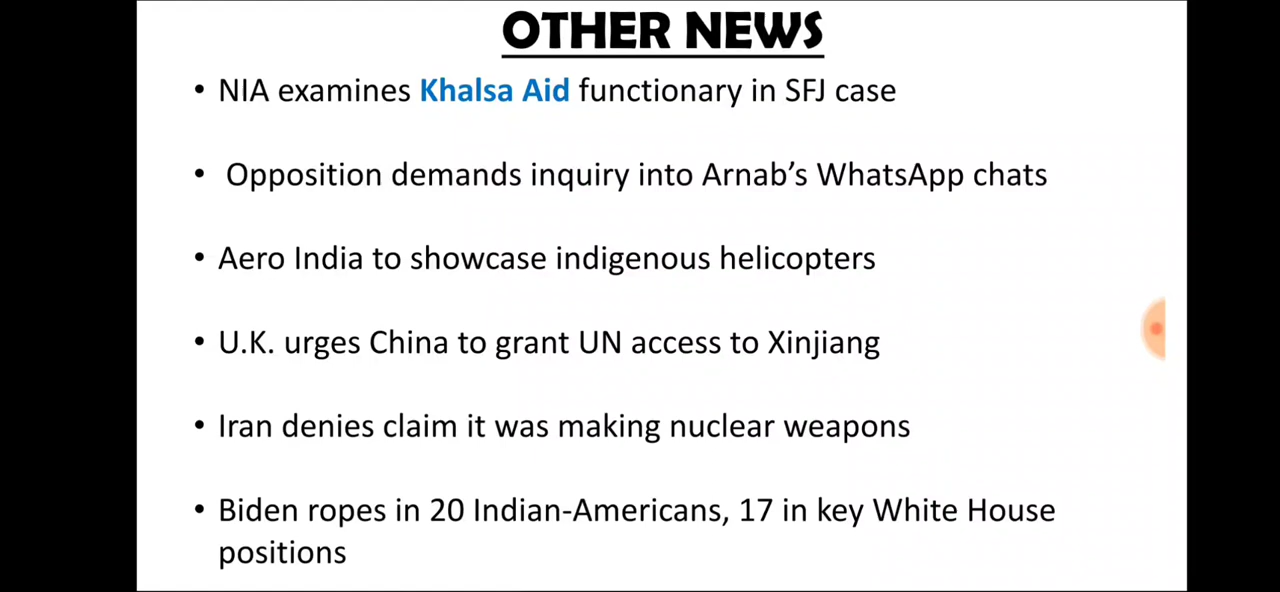 OTHER NEWS
• NIA examines Khalsa Aid functionary in SFJ case
• Opposition demands inquiry into Arnab’s WhatsApp chats
• Aero India to showcase indigenous helicopters
• U.K. urges China to grant UN access to Xinjiang
• Iran denies claim it was making nuclear weapons
• Biden ropes in 20 Indian-Americans, 17 in key White House
positions